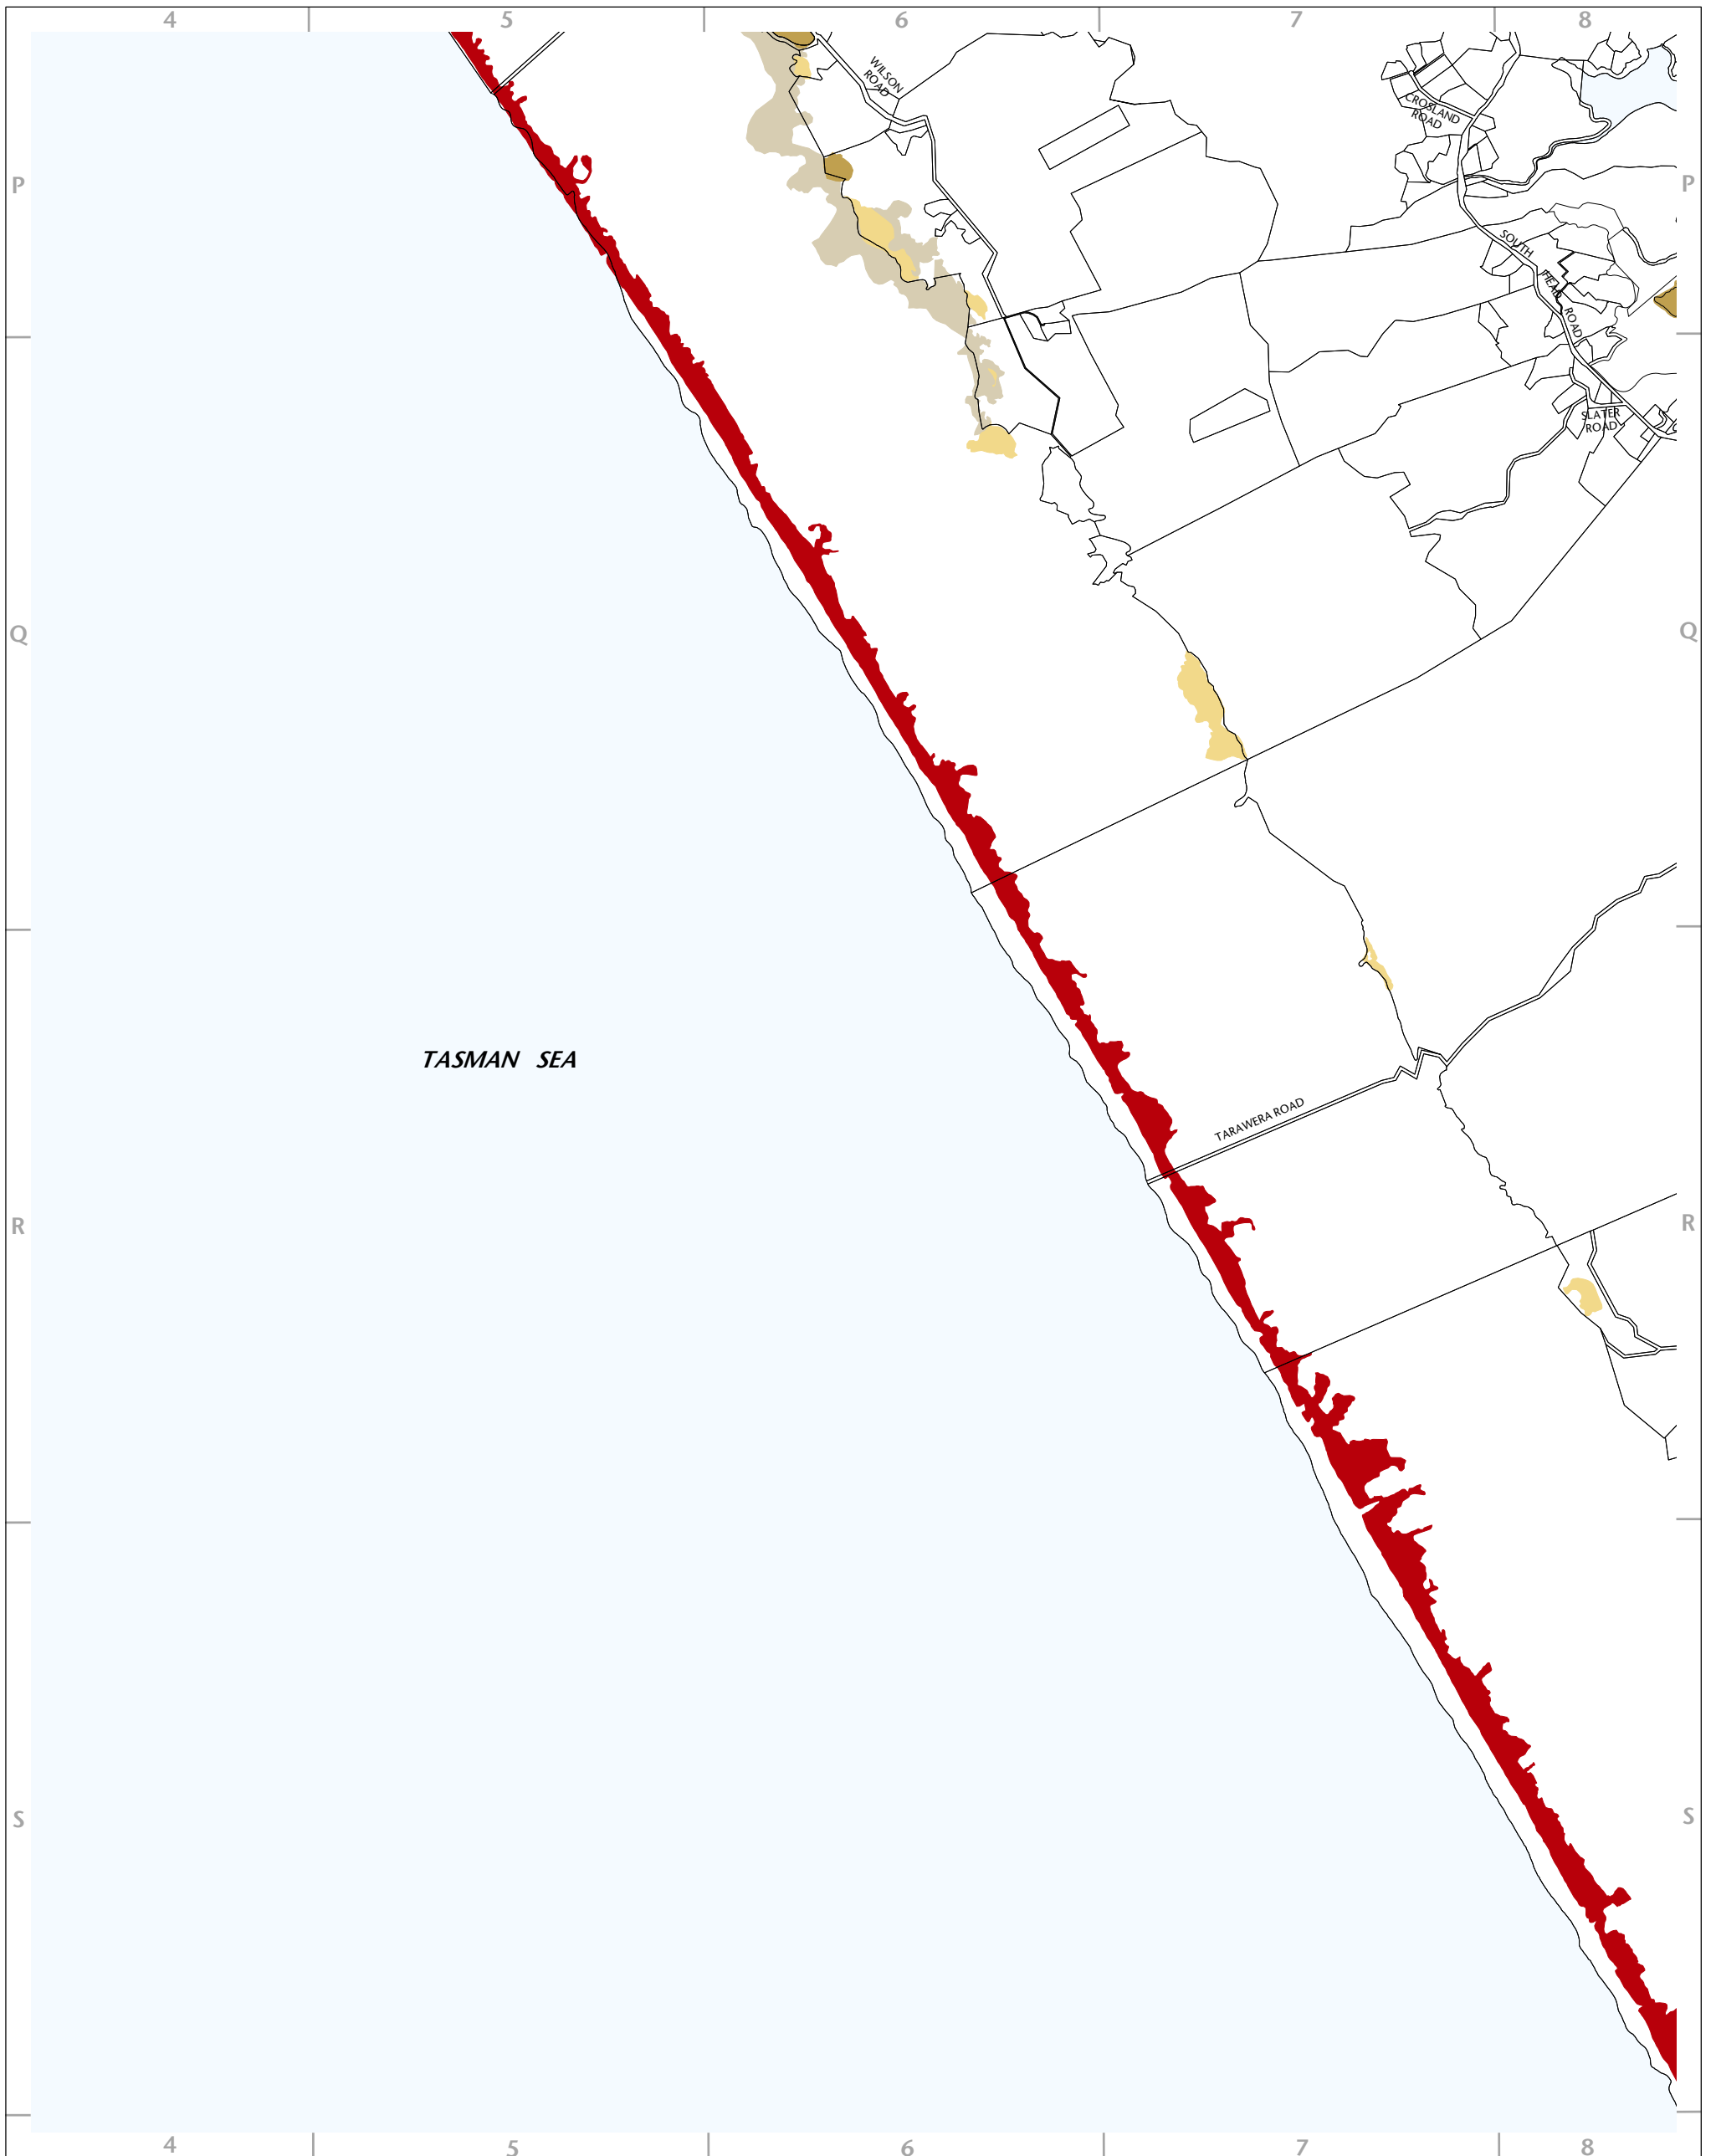 4 5 6 7 8
WILSON
ROAD
CROSLAND
ROAD
P P
SOUTH HEAD ROAD
SLATER
ROAD
Q Q
TASMAN SEA
TARAWERA ROAD
R R
S S
4 5 6 7 8